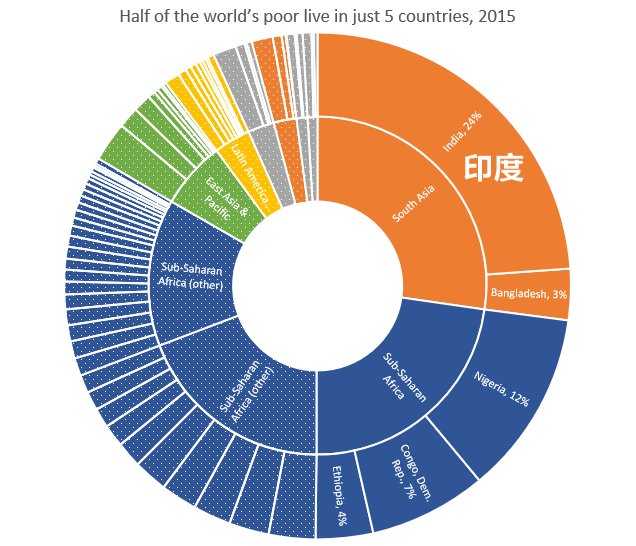 Half of the world's poor live in just 5 countries, 2015
India, 24%
印度
South Asia
Bangladesh, 3%
Nigeria, 12%
Sub-Saharan
Africa
Congo, Dem.
Rep., 7%
Ethiopia, 4%
Sub-Saharan
Africa (other)
Sub-Saharan
Africa (other)
East Asia &
Pacific
Latin America...